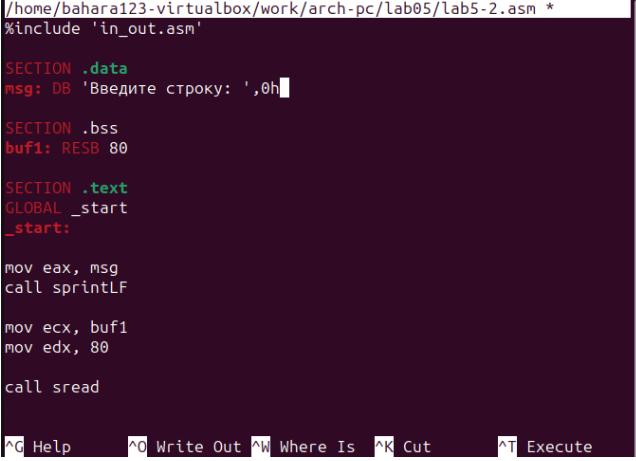 /home/bahara123-virtualbox/work/arch-pc/lab05/lab5-2.asm *
%include 'in_out.asm'
SECTION .data
msg: DB 'Введите строку: ',0h
SECTION .bss
buf1: RESB 80
SECTION .text
GLOBAL _start
_start:
mov eax, msg
call sprintLF
mov ecx, buf1
mov edx, 80
call sread
^G Help ^O Write Out ^W Where Is ^K Cut ^T Execute